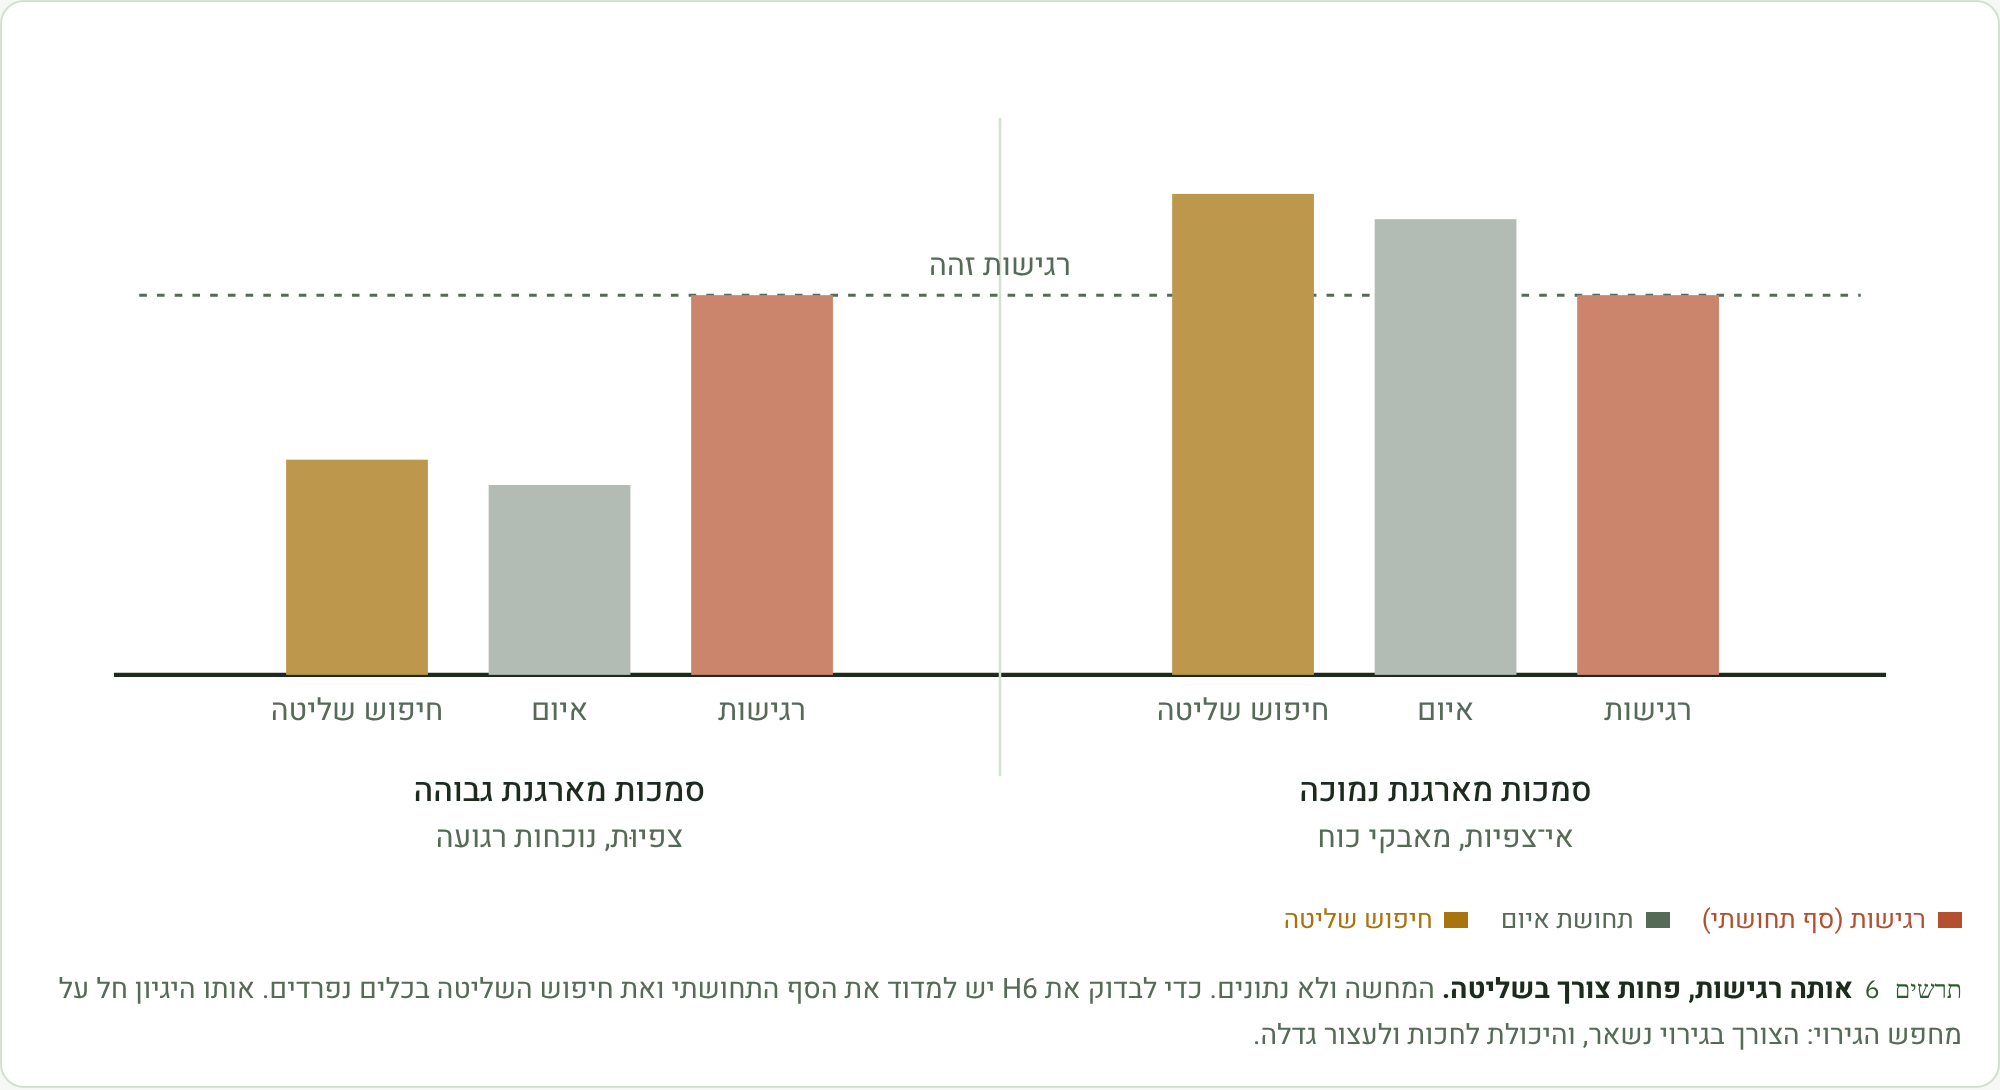 רגישות זהה
רגישות
איום
חיפוש שליטה
רגישות
איום
חיפוש שליטה
סמכות מארגנת נמוכה
אי־צפיות, מאבקי כוח
סמכות מארגנת גבוהה
צפיוּת, נוכחות רגועה
רגישות (סף תחושתי)
תחושת איום
חיפוש שליטה
תרשים 6 אותה רגישות, פחות צורך בשליטה. המחשה ולא נתונים. כדי לבדוק את H6 יש למדוד את הסף התחושתי ואת חיפוש השליטה בכלים נפרדים. אותו היגיון חל על
מחפש הגירוי: הצורך בגירוי נשאר, והיכולת לחכות ולעצור גדלה.